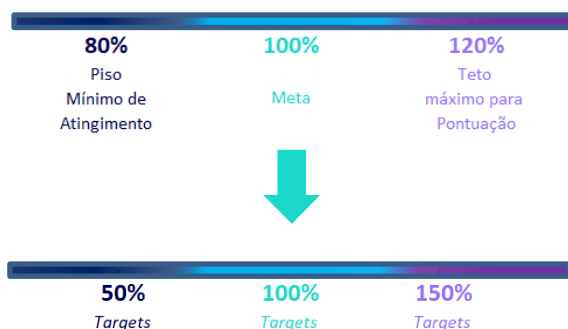 80% 100% 120%
Piso Teto
Mínimo de Meta máximo para
Atingimento Pontuação
50% 100% 150%
Targets Targets Targets